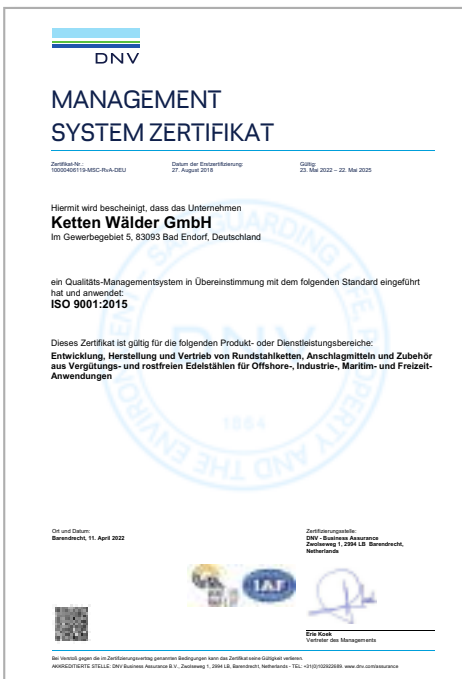 DNV
MANAGEMENT
SYSTEM ZERTIFIKAT
Zertifikat-Nr.: Datum der Erstzertifizierung: Gültig:
10000406119-MSC-RvA-DEU 27. August 2018 23. Mai 2022 – 22. Mai 2025
Hiermit wird bescheinigt, dass das Unternehmen
Ketten Wälder GmbH
Im Gewerbegebiet 5, 83093 Bad Endorf, Deutschland
ein Qualitäts-Managementsystem in Übereinstimmung mit dem folgenden Standard eingeführt
hat und anwendet:
ISO 9001:2015
Dieses Zertifikat ist gültig für die folgenden Produkt- oder Dienstleistungsbereiche:
Entwicklung, Herstellung und Vertrieb von Rundstahlketten, Anschlagmitteln und Zubehör
aus Vergütungs- und rostfreien Edelstählen für Offshore-, Industrie-, Maritim- und Freizeit-
Anwendungen
1864
Ort und Datum: Zertifizierungsstelle:
Barendrecht, 11. April 2022 DNV - Business Assurance
Zwolseweg 1, 2994 LB Barendrecht,
Netherlands
IAF
Erie Koek
Vertreter des Managements
Bei Verstoß gegen die im Zertifizierungsvertrag genannten Bedingungen kann das Zertifikat seine Gültigkeit verlieren.
AKKREDITIERTE STELLE: DNV Business Assurance B.V., Zwolseweg 1, 2994 LB, Barendrecht, Netherlands - TEL: +31(0)102922689. www.dnv.com/assurance